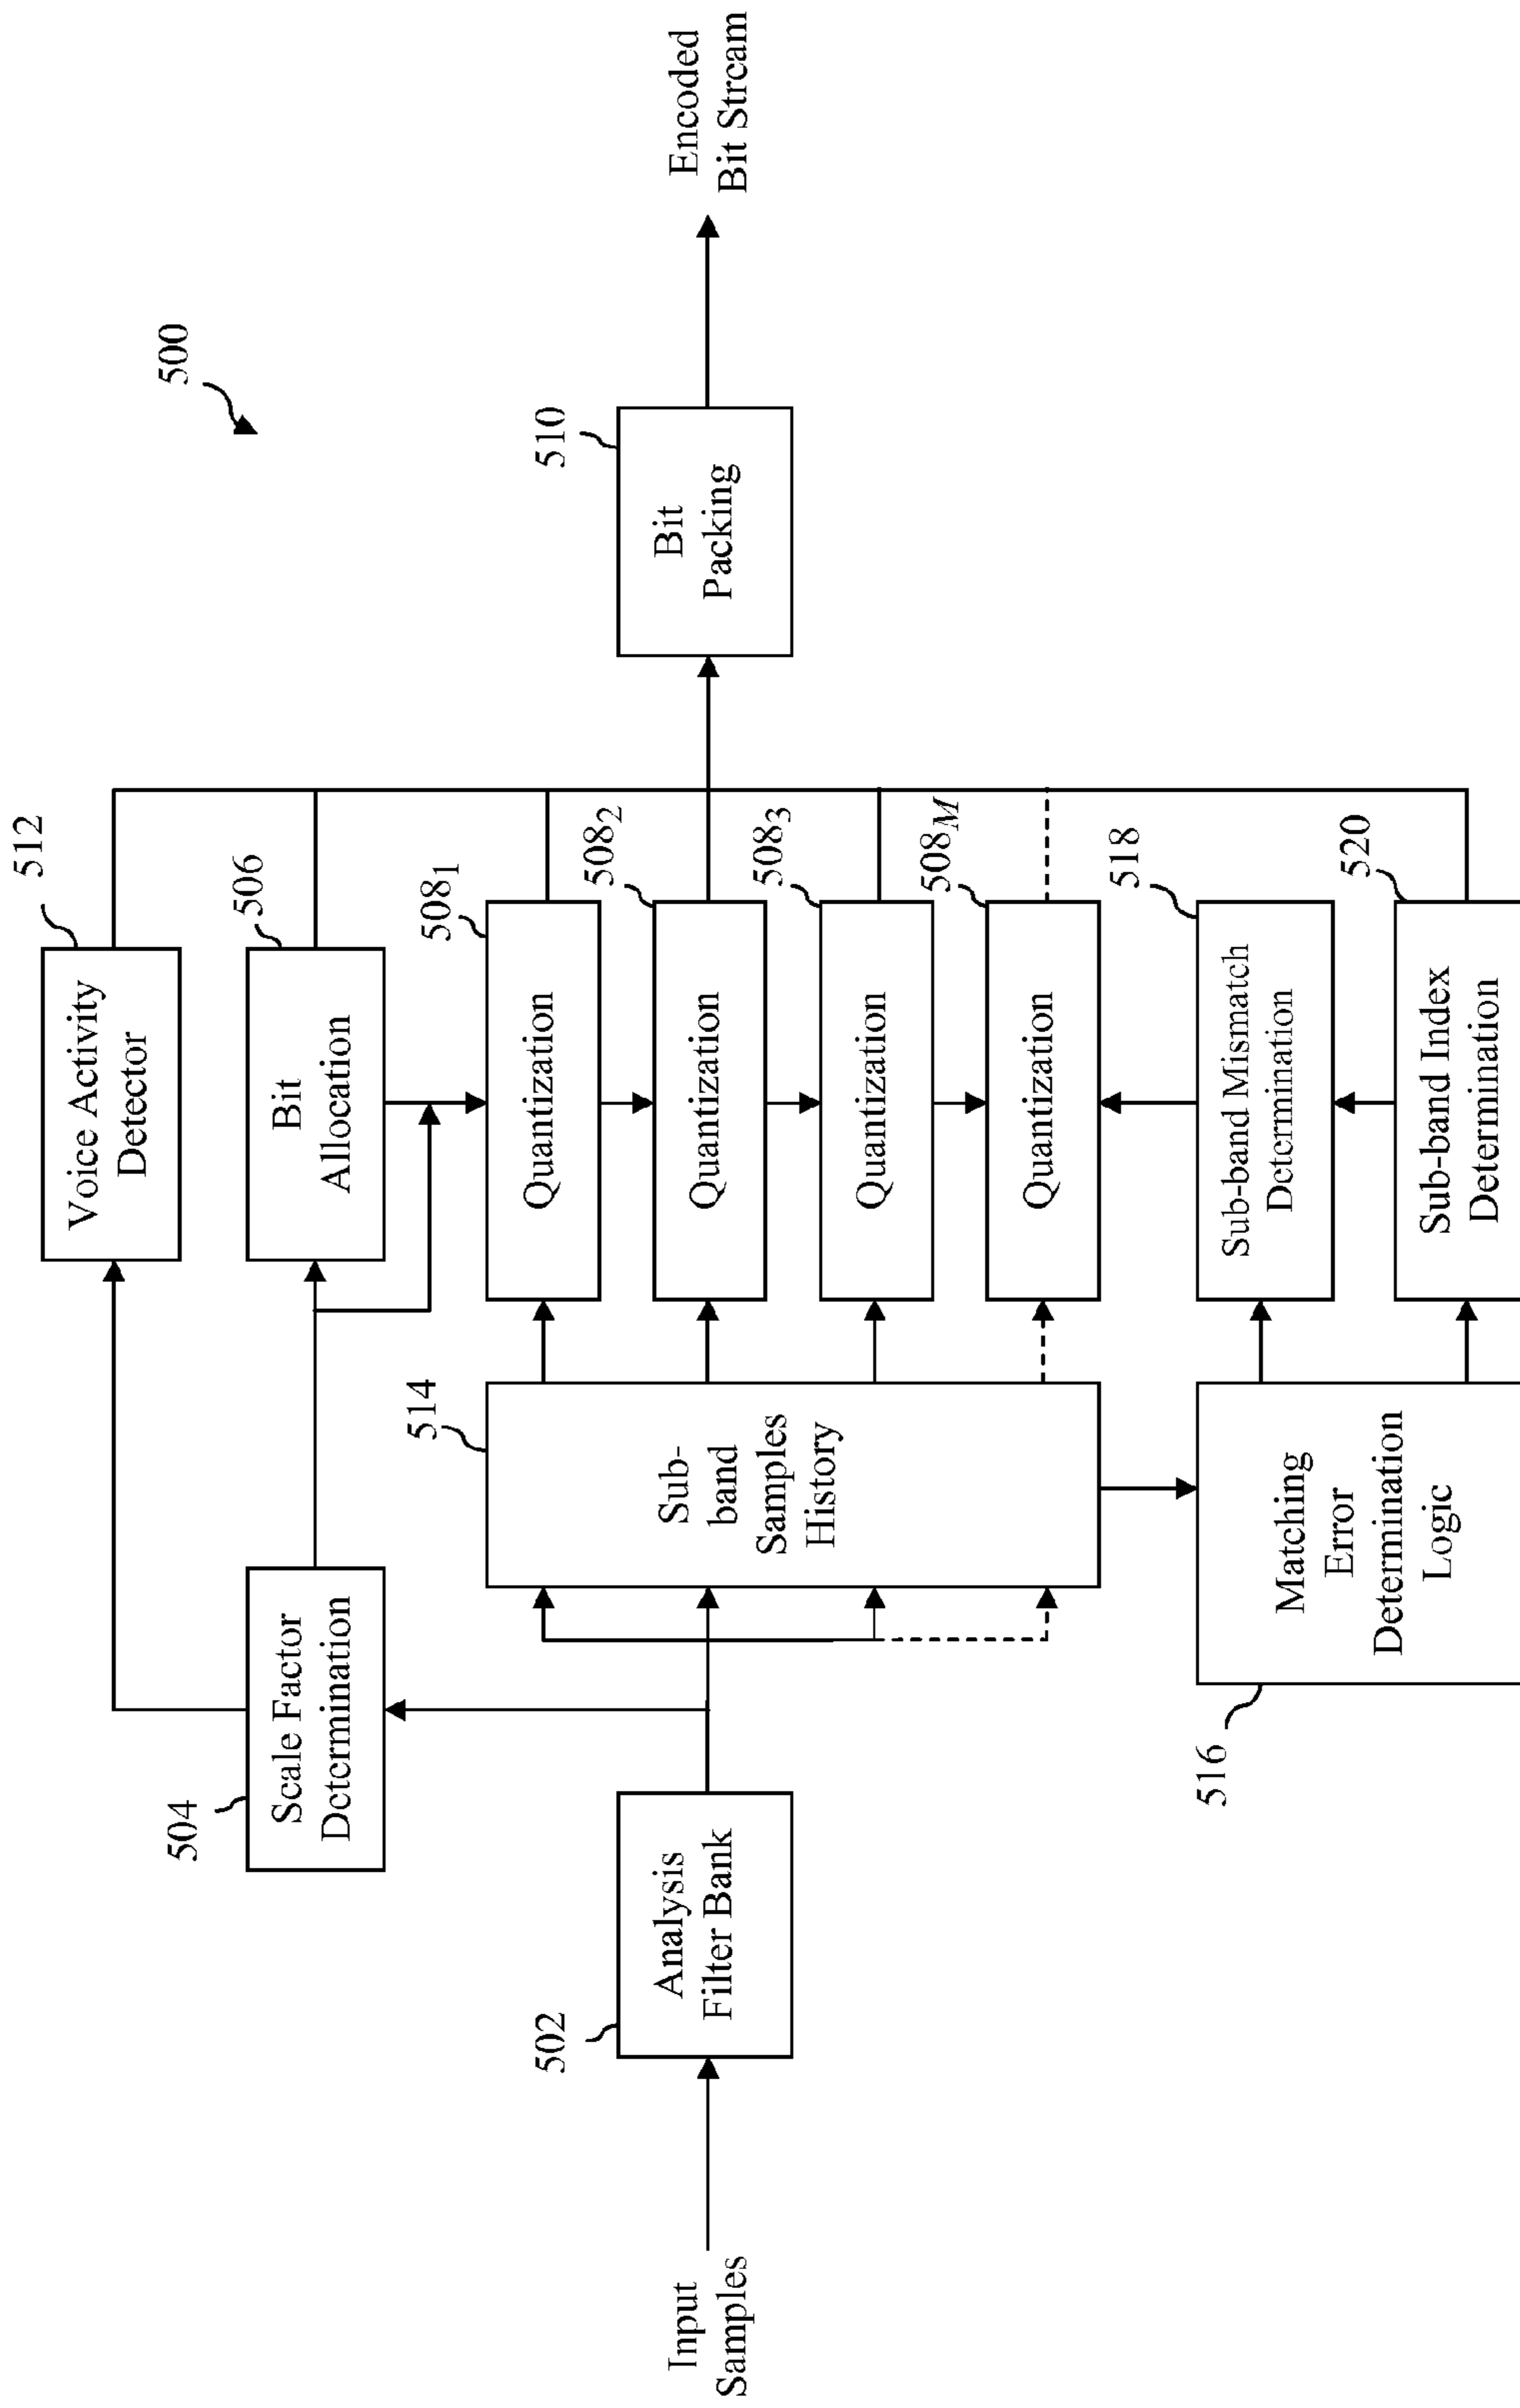 500
512
Voice Activity
Detector
504
Scale Factor
Determination
506
Bit
Allocation
514
Sub-
band
Samples
History
508₁
Quantization
508₂
Quantization
508₃
Quantization
508M
Quantization
Input
Samples
502
Analysis
Filter Bank
510
Bit
Packing
Encoded
Bit Stream
516
Matching
Error
Determination
Logic
518
Sub-band Mismatch
Determination
520
Sub-band Index
Determination